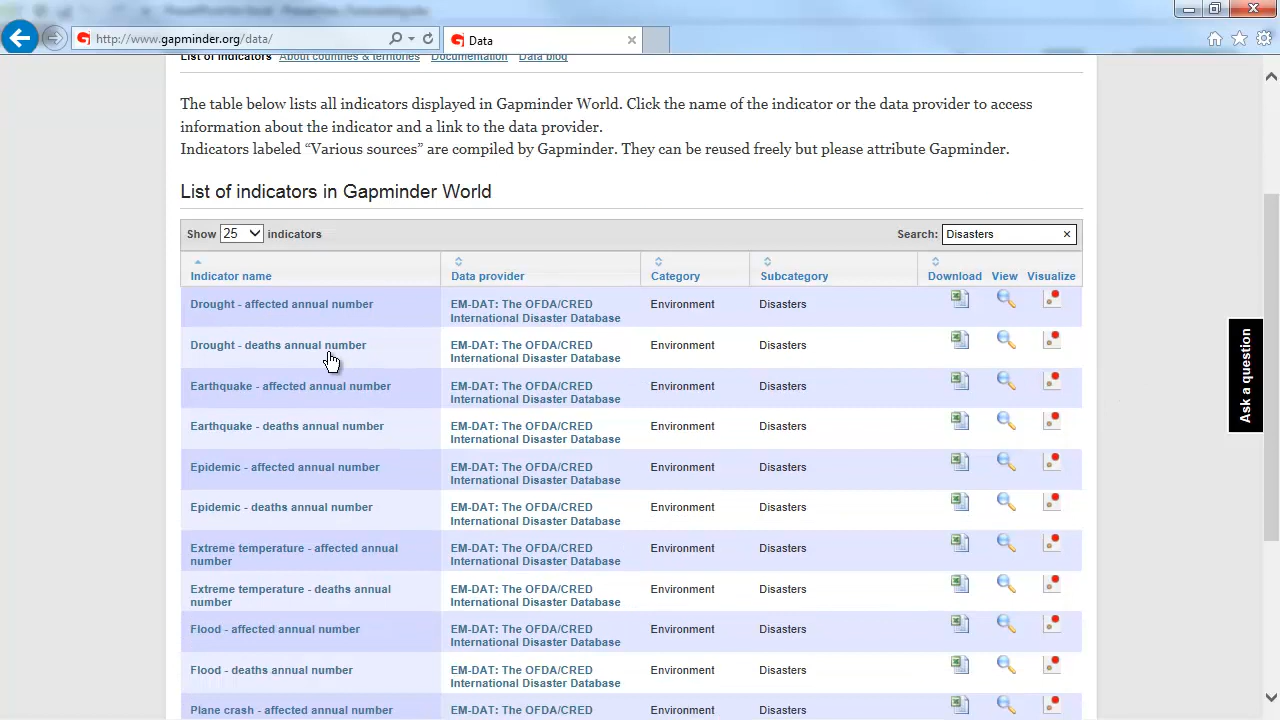 http://www.gapminder.org/data/
Data
List of indicators About countries & territories Documentation Data blog
The table below lists all indicators displayed in Gapminder World. Click the name of the indicator or the data provider to access
information about the indicator and a link to the data provider.
Indicators labeled “Various sources” are compiled by Gapminder. They can be reused freely but please attribute Gapminder.
List of indicators in Gapminder World
Show 25 indicators Search: Disasters
Indicator name Data provider Category Subcategory Download View Visualize
Drought - affected annual number EM-DAT: The OFDA/CRED Environment Disasters
International Disaster Database
Drought - deaths annual number EM-DAT: The OFDA/CRED Environment Disasters
International Disaster Database
Earthquake - affected annual number EM-DAT: The OFDA/CRED Environment Disasters
International Disaster Database
Earthquake - deaths annual number EM-DAT: The OFDA/CRED Environment Disasters
International Disaster Database
Epidemic - affected annual number EM-DAT: The OFDA/CRED Environment Disasters
International Disaster Database
Epidemic - deaths annual number EM-DAT: The OFDA/CRED Environment Disasters
International Disaster Database
Extreme temperature - affected annual EM-DAT: The OFDA/CRED Environment Disasters
number International Disaster Database
Extreme temperature - deaths annual EM-DAT: The OFDA/CRED Environment Disasters
number International Disaster Database
Flood - affected annual number EM-DAT: The OFDA/CRED Environment Disasters
International Disaster Database
Flood - deaths annual number EM-DAT: The OFDA/CRED Environment Disasters
International Disaster Database
Plane crash - affected annual number EM-DAT: The OFDA/CRED Environment Disasters
Ask a question